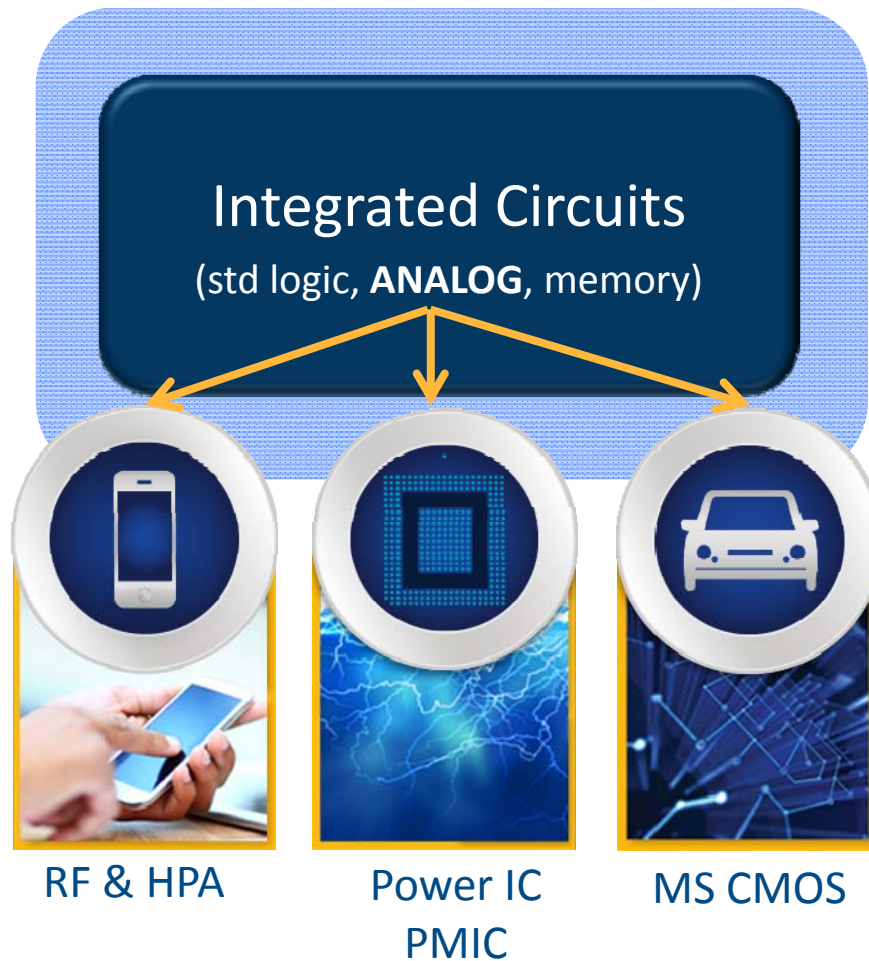 Integrated Circuits
(std logic, ANALOG, memory)
RF & HPA
Power IC
PMIC
MS CMOS